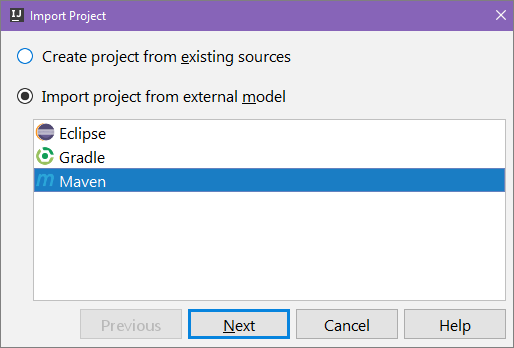 IJ Import Project
Create project from existing sources
Import project from external model
Eclipse
Gradle
m Maven
Previous Next Cancel Help